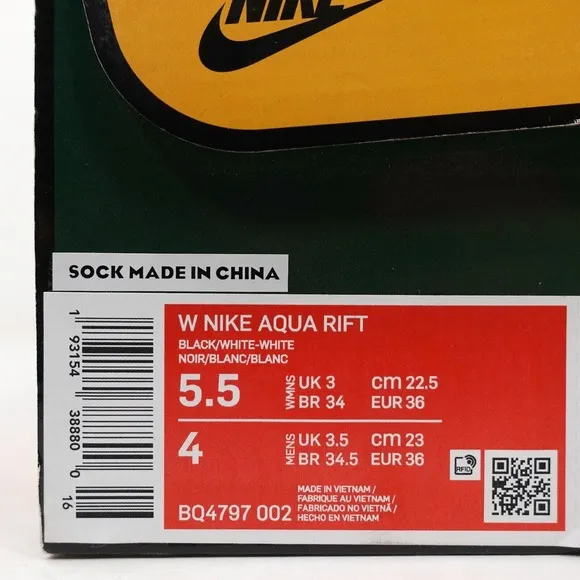 NIKE
SOCK MADE IN CHINA
W NIKE AQUA RIFT
BLACK/WHITE-WHITE
NOIR/BLANC/BLANC
5.5 WMNS UK 3 cm 22.5
BR 34 EUR 36
4 MENS UK 3.5 cm 23
BR 34.5 EUR 36
MADE IN VIETNAM /
FABRIQUE AU VIETNAM /
FABRICADO NO VIETNÃ /
HECHO EN VIETNAM
BQ4797 002
RFID
1 93154 38880 0 16